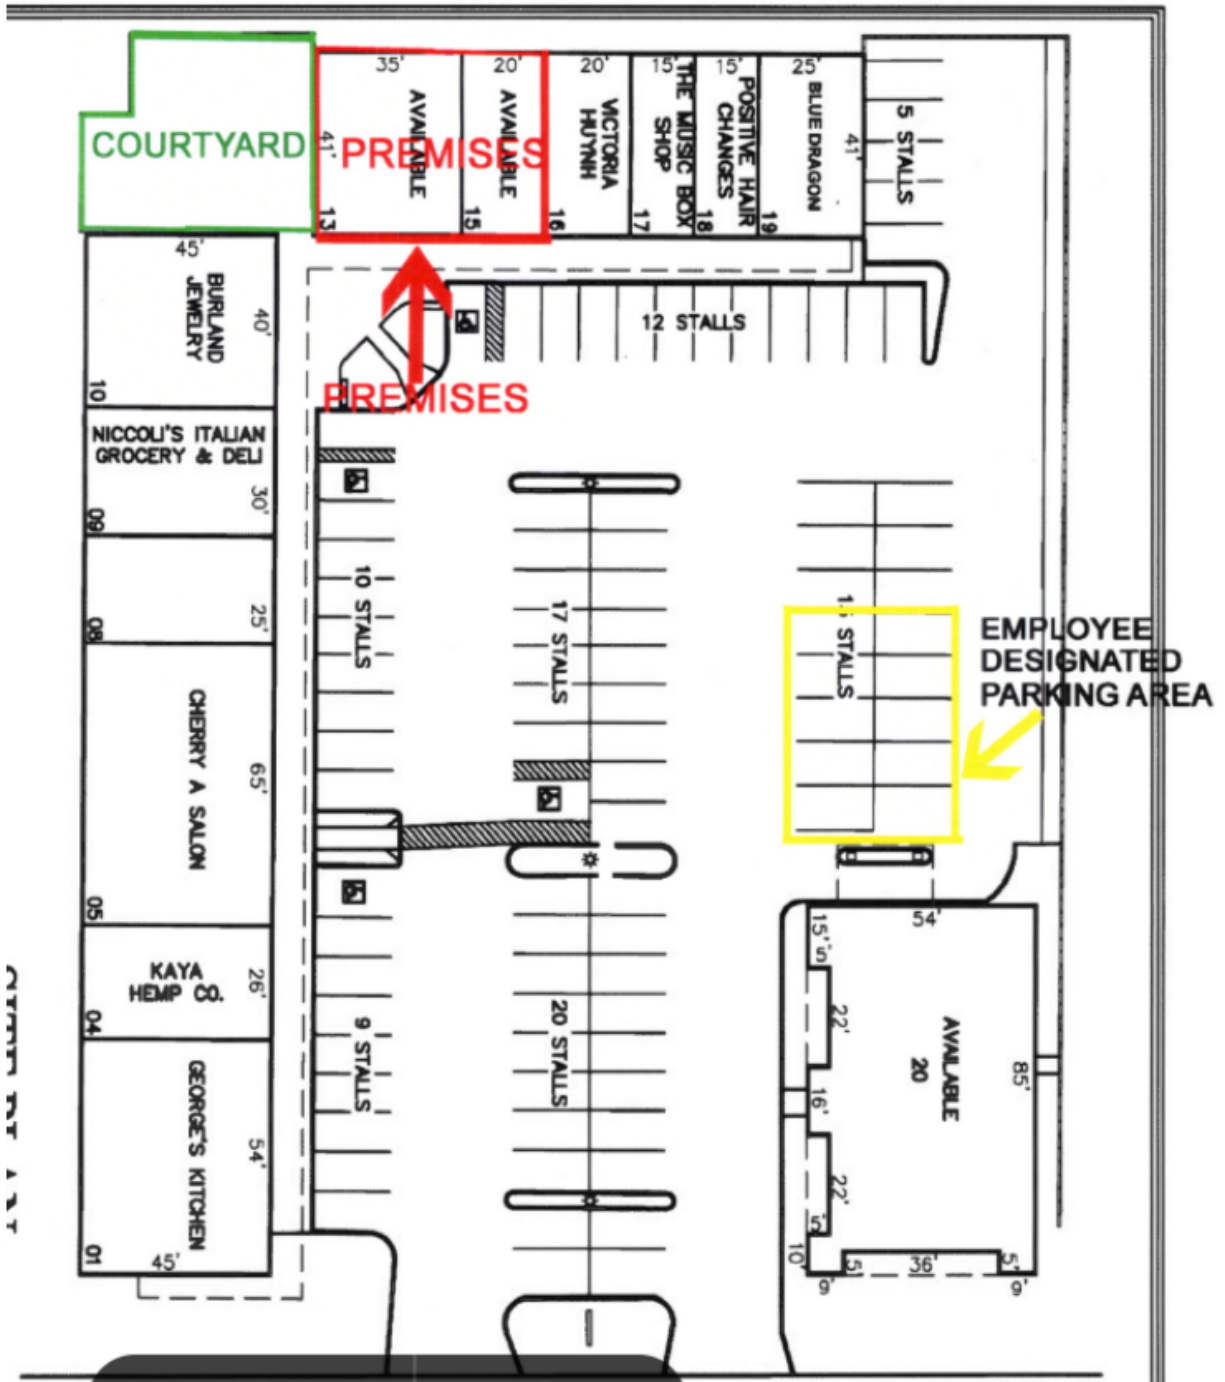 35'
20'
20'
15'
15'
25'
COURTYARD
41'
PREMISES
AVAILABLE
13
AVAILABLE
15
VICTORIA
HUYNH
16
THE MUSIC BOX
SHOP
17
POSITIVE HAIR
CHANGES
18
BLUE DRAGON
19
41'
5 STALLS
45'
BURLAND
JEWELRY
40'
10
12 STALLS
PREMISES
NICCOLI'S ITALIAN
GROCERY & DELI
30'
09
25'
08
10 STALLS
17 STALLS
STALLS
EMPLOYEE
DESIGNATED
PARKING AREA
CHERRY A SALON
65'
05
KAYA
HEMP CO.
26'
04
9 STALLS
20 STALLS
GEORGE'S KITCHEN
54'
45'
01
54'
15'
5'
22'
16'
22'
5'
10'
AVAILABLE
20
85'
9'
5'
36'
5'
9'